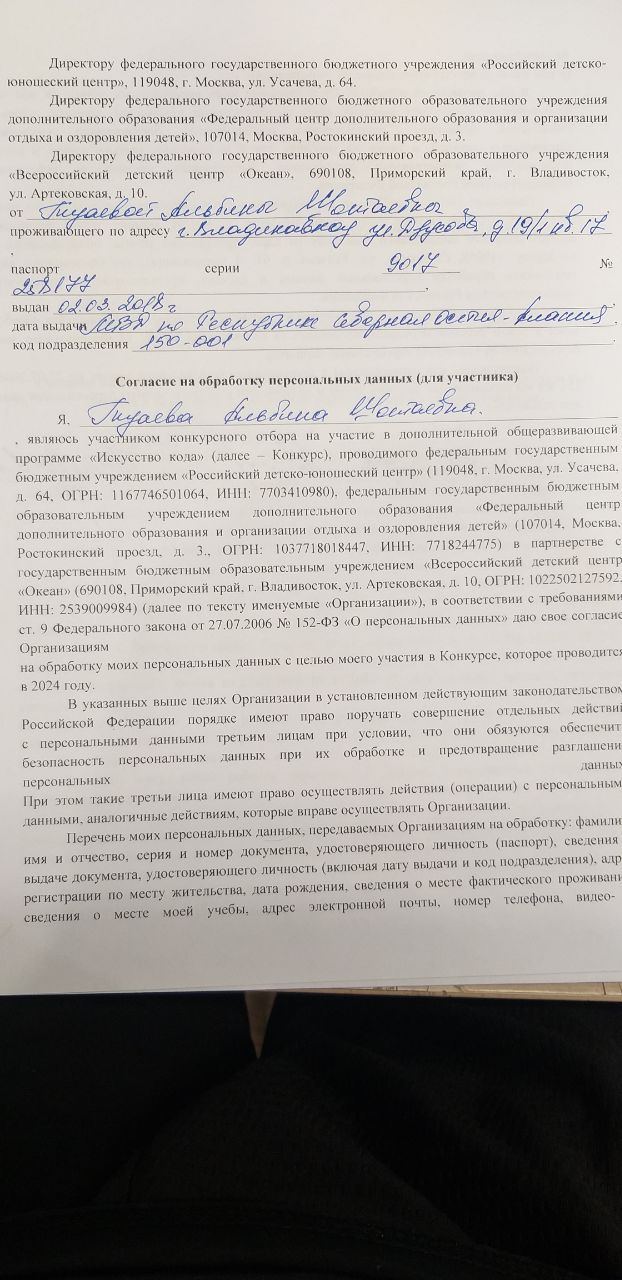 Директору федерального государственного бюджетного учреждения «Российский детско-
юношеский центр», 119048, г. Москва, ул. Усачева, д. 64.
Директору федерального государственного бюджетного образовательного учреждения
дополнительного образования «Федеральный центр дополнительного образования и организации
отдыха и оздоровления детей», 107014, Москва, Ростокинский проезд, д. 3.
Директору федерального государственного бюджетного образовательного учреждения
«Всероссийский детский центр «Океан», 690108, Приморский край, г. Владивосток,
ул. Артековская, д. 10.
от Альбины ,
проживающего по адресу г. Владикавказ ул. д. 19/1 кв. 17
,
паспорт серии 9017 №
258177 ,
выдан 02.03.2018 г ,
дата выдачи МВД по Республике Северная Осетия-Алания ,
код подразделения 150-001 .
Согласие на обработку персональных данных (для участника)
Я, Альбина
, являюсь участником конкурсного отбора на участие в дополнительной общеразвивающей
программе «Искусство кода» (далее – Конкурс), проводимого федеральным государственным
бюджетным учреждением «Российский детско-юношеский центр» (119048, г. Москва, ул. Усачева,
д. 64, ОГРН: 1167746501064, ИНН: 7703410980), федеральным государственным бюджетным
образовательным учреждением дополнительного образования «Федеральный центр
дополнительного образования и организации отдыха и оздоровления детей» (107014, Москва,
Ростокинский проезд, д. 3., ОГРН: 1037718018447, ИНН: 7718244775) в партнерстве с
государственным бюджетным образовательным учреждением «Всероссийский детский центр
«Океан» (690108, Приморский край, г. Владивосток, ул. Артековская, д. 10, ОГРН: 1022502127592,
ИНН: 2539009984) (далее по тексту именуемые «Организации»), в соответствии с требованиями
ст. 9 Федерального закона от 27.07.2006 № 152-ФЗ «О персональных данных» даю свое согласие
Организациям
на обработку моих персональных данных с целью моего участия в Конкурсе, которое проводится
в 2024 году.
В указанных выше целях Организации в установленном действующим законодательством
Российской Федерации порядке имеют право поручать совершение отдельных действий
с персональными данными третьим лицам при условии, что они обязуются обеспечит
безопасность персональных данных при их обработке и предотвращение разглашени
персональных данных
При этом такие третьи лица имеют право осуществлять действия (операции) с персональным
данными, аналогичные действиям, которые вправе осуществлять Организации.
Перечень моих персональных данных, передаваемых Организациям на обработку: фамили
имя и отчество, серия и номер документа, удостоверяющего личность (паспорт), сведения
выдаче документа, удостоверяющего личность (включая дату выдачи и код подразделения), адр
регистрации по месту жительства, дата рождения, сведения о месте фактического проживани
сведения о месте моей учебы, адрес электронной почты, номер телефона, видео-